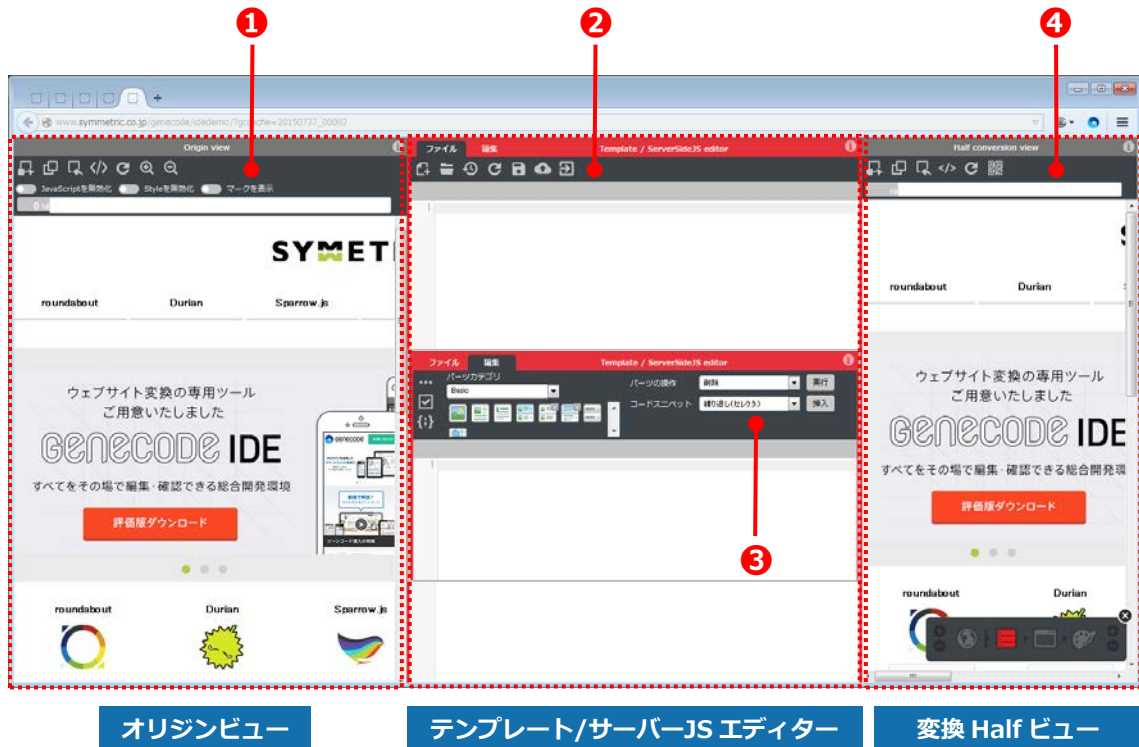 ❶
❷
❹
www.symmetric.co.jp/genecode/idedemo/?gccache=20150727_00002
Origin view
JavaScriptを無効化
Styleを無効化
マークを表示
0
SYMETRI
roundabout
Durian
Sparrow.js
ウェブサイト変換の専用ツール
ご用意いたしました
GENECODE IDE
すべてをその場で編集・確認できる総合開発環境
評価版ダウンロード
roundabout
Durian
Sparrow.js
ファイル
編集
Template / ServerSideJS editor
1
ファイル
編集
Template / ServerSideJS editor
パーツカテゴリ
Basic
パーツの操作
削除
実行
コードスニペット
繰り返し(セレクタ)
挿入
1
❸
Half conversion view
roundabout
Durian
ウェブサイト変換の専用ツール
ご用意いたしました
GENECODE IDE
すべてをその場で編集・確認できる総合開発環
評価版ダウンロード
roundabout
Durian
オリジンビュー
テンプレート/サーバーJS エディター
変換 Half ビュー